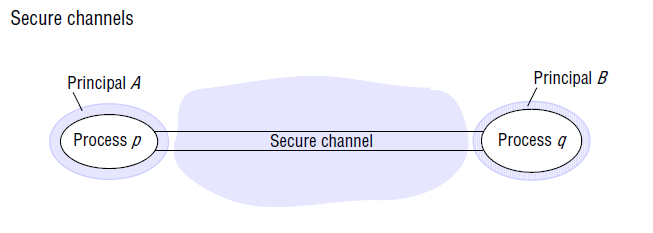 Secure channels
Principal A
Principal B
Process p
Secure channel
Process q